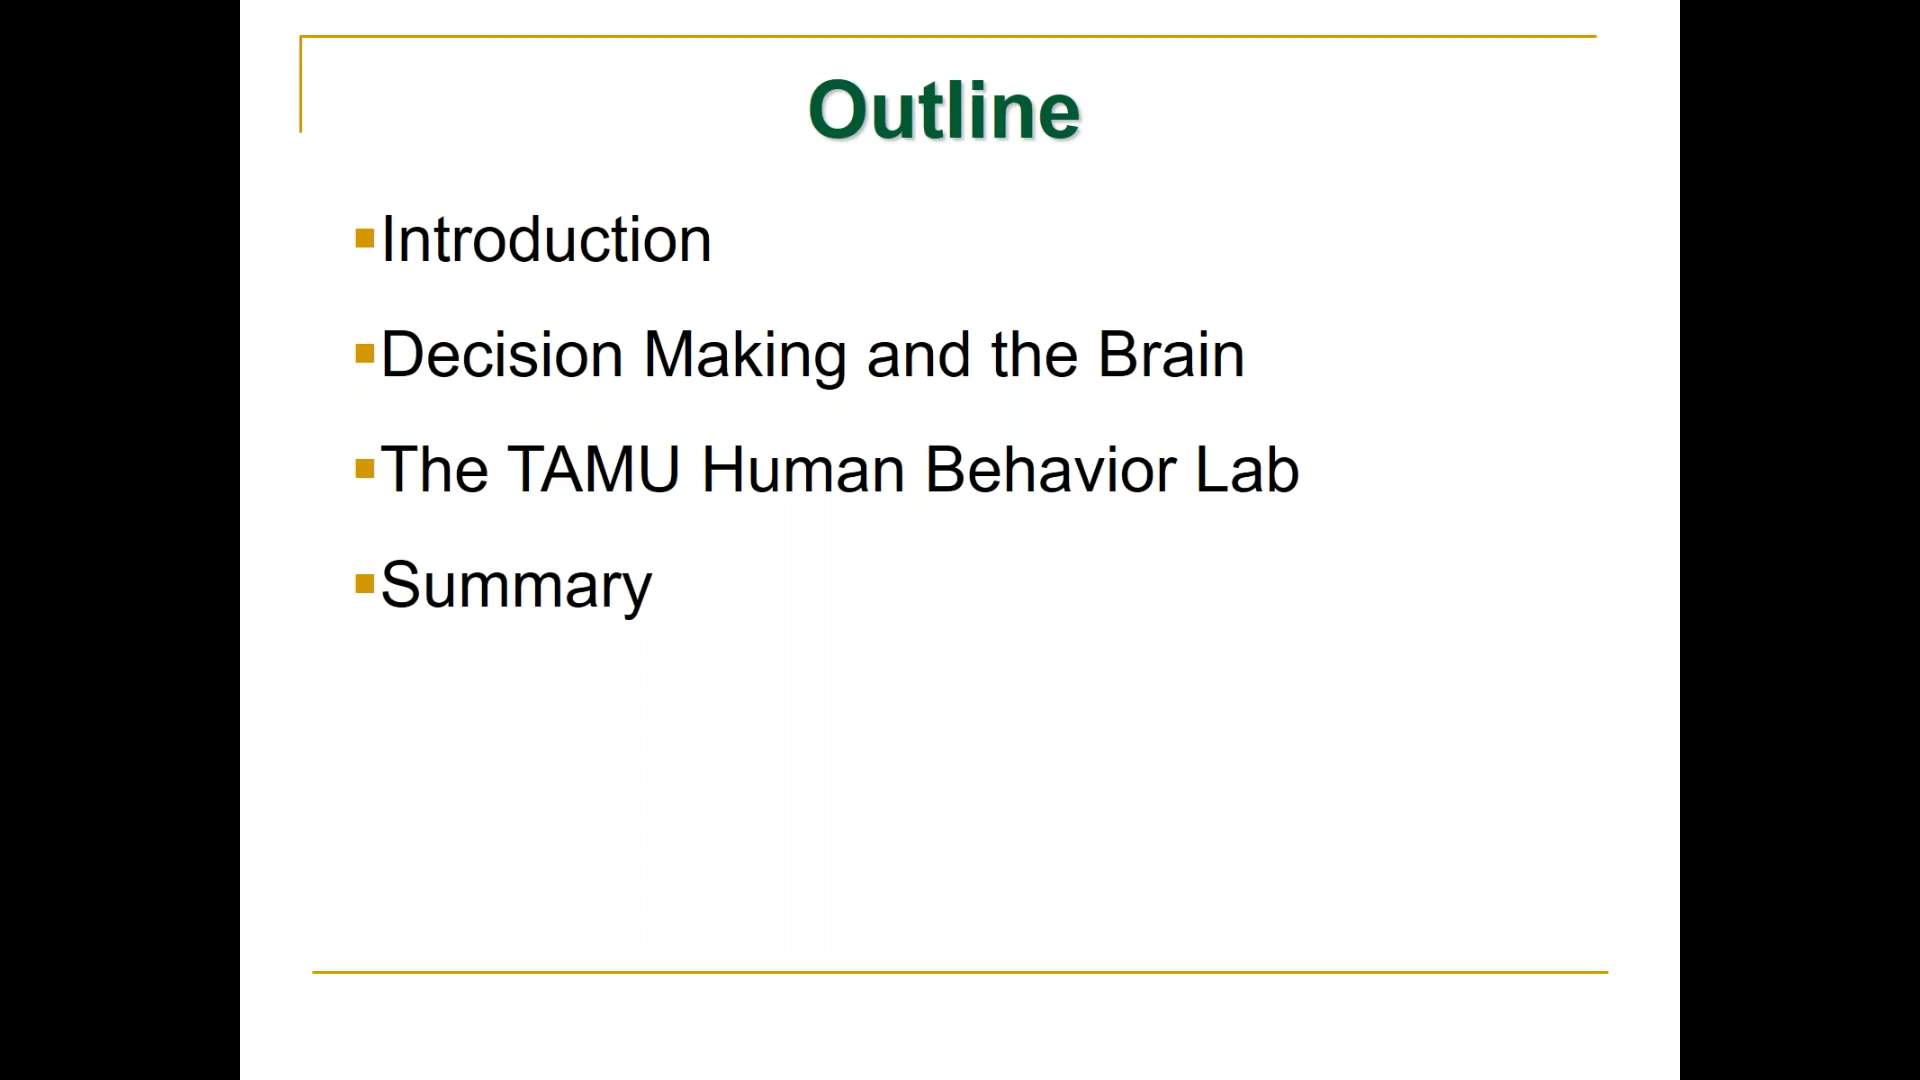 Outline
▪Introduction
▪Decision Making and the Brain
▪The TAMU Human Behavior Lab
▪Summary